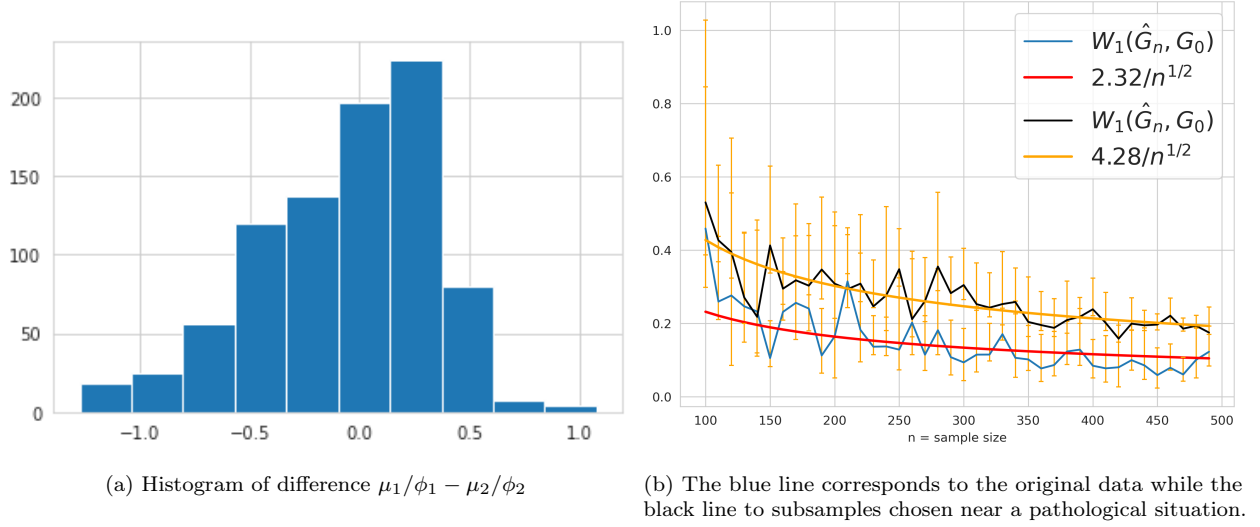 200
150
100
50
0
−1.0
−0.5
0.0
0.5
1.0
(a) Histogram of difference μ₁/ϕ₁ − μ₂/ϕ₂
1.0
0.8
0.6
0.4
0.2
0.0
W₁(Ĝₙ, G₀)
2.32/n^{1/2}
W₁(Ĝₙ, G₀)
4.28/n^{1/2}
100 150 200 250 300 350 400 450 500
n = sample size
(b) The blue line corresponds to the original data while the
black line to subsamples chosen near a pathological situation.